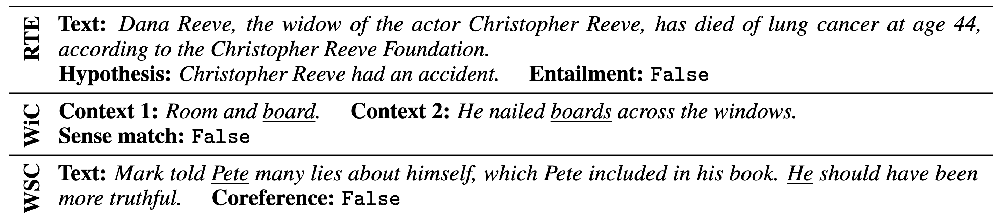 RTE
Text: Dana Reeve, the widow of the actor Christopher Reeve, has died of lung cancer at age 44,
according to the Christopher Reeve Foundation.
Hypothesis: Christopher Reeve had an accident. Entailment: False
WiC
Context 1: Room and board. Context 2: He nailed boards across the windows.
Sense match: False
WSC
Text: Mark told Pete many lies about himself, which Pete included in his book. He should have been
more truthful. Coreference: False